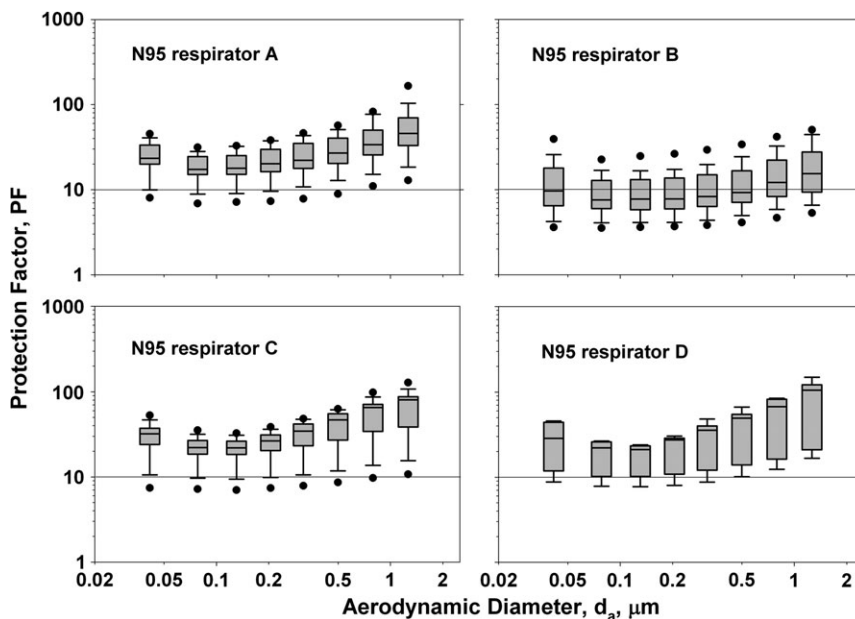 1000
100
10
1
N95 respirator A
N95 respirator B
1000
100
10
1
N95 respirator C
N95 respirator D
Protection Factor, PF
0.02 0.05 0.1 0.2 0.5 1 2
0.02 0.05 0.1 0.2 0.5 1 2
Aerodynamic Diameter, dₐ, μm